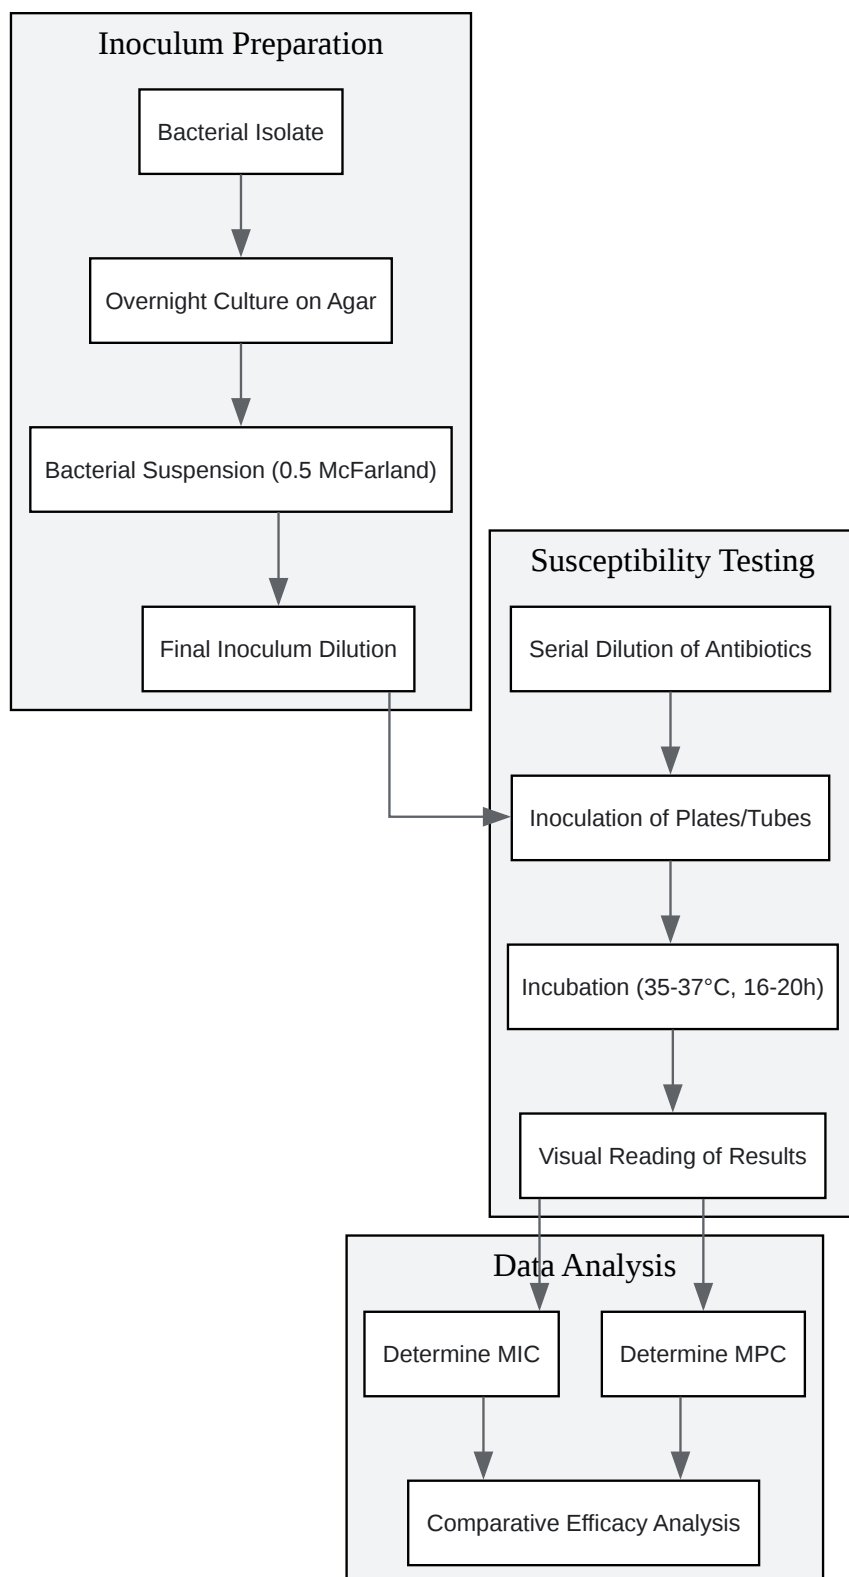 Inoculum Preparation
Bacterial Isolate
Overnight Culture on Agar
Bacterial Suspension (0.5 McFarland)
Final Inoculum Dilution
Susceptibility Testing
Serial Dilution of Antibiotics
Inoculation of Plates/Tubes
Incubation (35-37°C, 16-20h)
Visual Reading of Results
Data Analysis
Determine MIC
Determine MPC
Comparative Efficacy Analysis